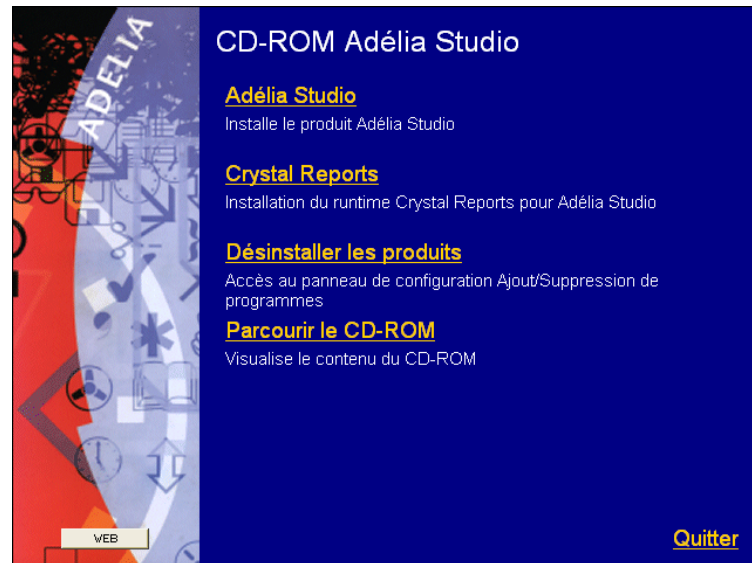 ADELIA
CD-ROM Adélia Studio
Adélia Studio
Installe le produit Adélia Studio
Crystal Reports
Installation du runtime Crystal Reports pour Adélia Studio
Désinstaller les produits
Accès au panneau de configuration Ajout/Suppression de
programmes
Parcourir le CD-ROM
Visualise le contenu du CD-ROM
WEB
Quitter